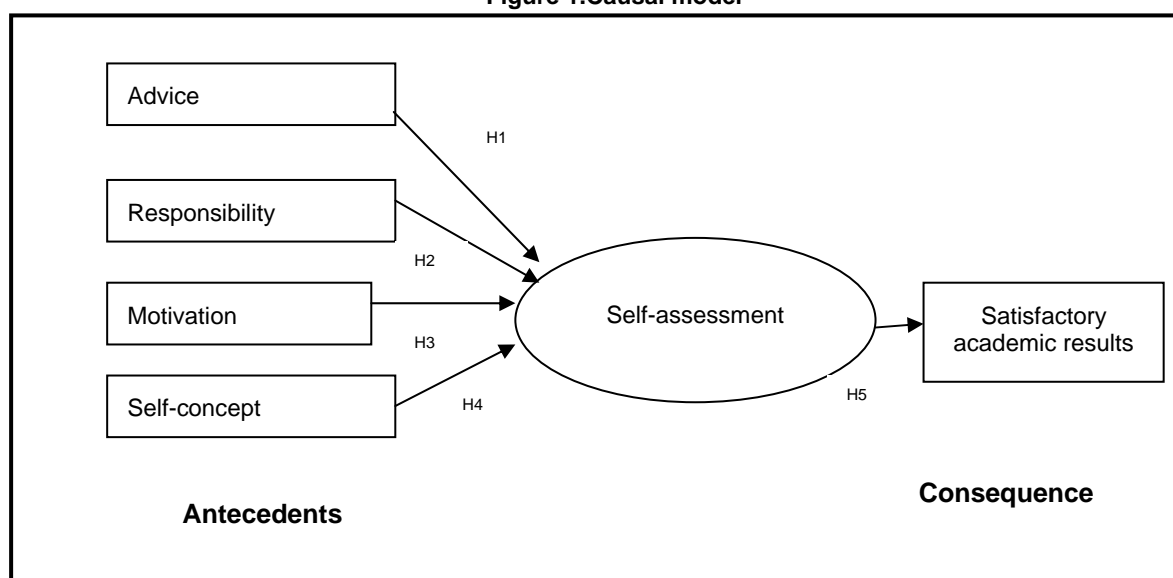 Figure 1.Causal model
Advice
H1
Responsibility
H2
Motivation
H3
Self-concept
H4
Self-assessment
H5
Satisfactory
academic results
Antecedents
Consequence